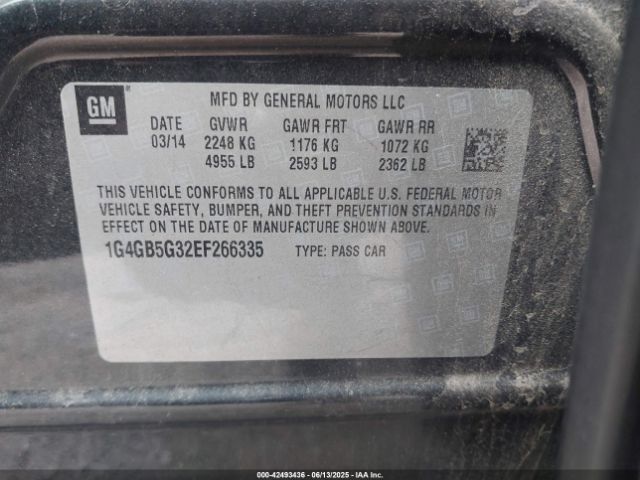 GM
MFD BY GENERAL MOTORS LLC
DATE GVWR GAWR FRT GAWR RR
03/14 2248 KG 1176 KG 1072 KG
4955 LB 2593 LB 2362 LB
THIS VEHICLE CONFORMS TO ALL APPLICABLE U.S. FEDERAL MOTOR
VEHICLE SAFETY, BUMPER, AND THEFT PREVENTION STANDARDS IN
EFFECT ON THE DATE OF MANUFACTURE SHOWN ABOVE.
1G4GB5G32EF266335 TYPE: PASS CAR
000-42493436 - 06/13/2025 - IAA Inc.